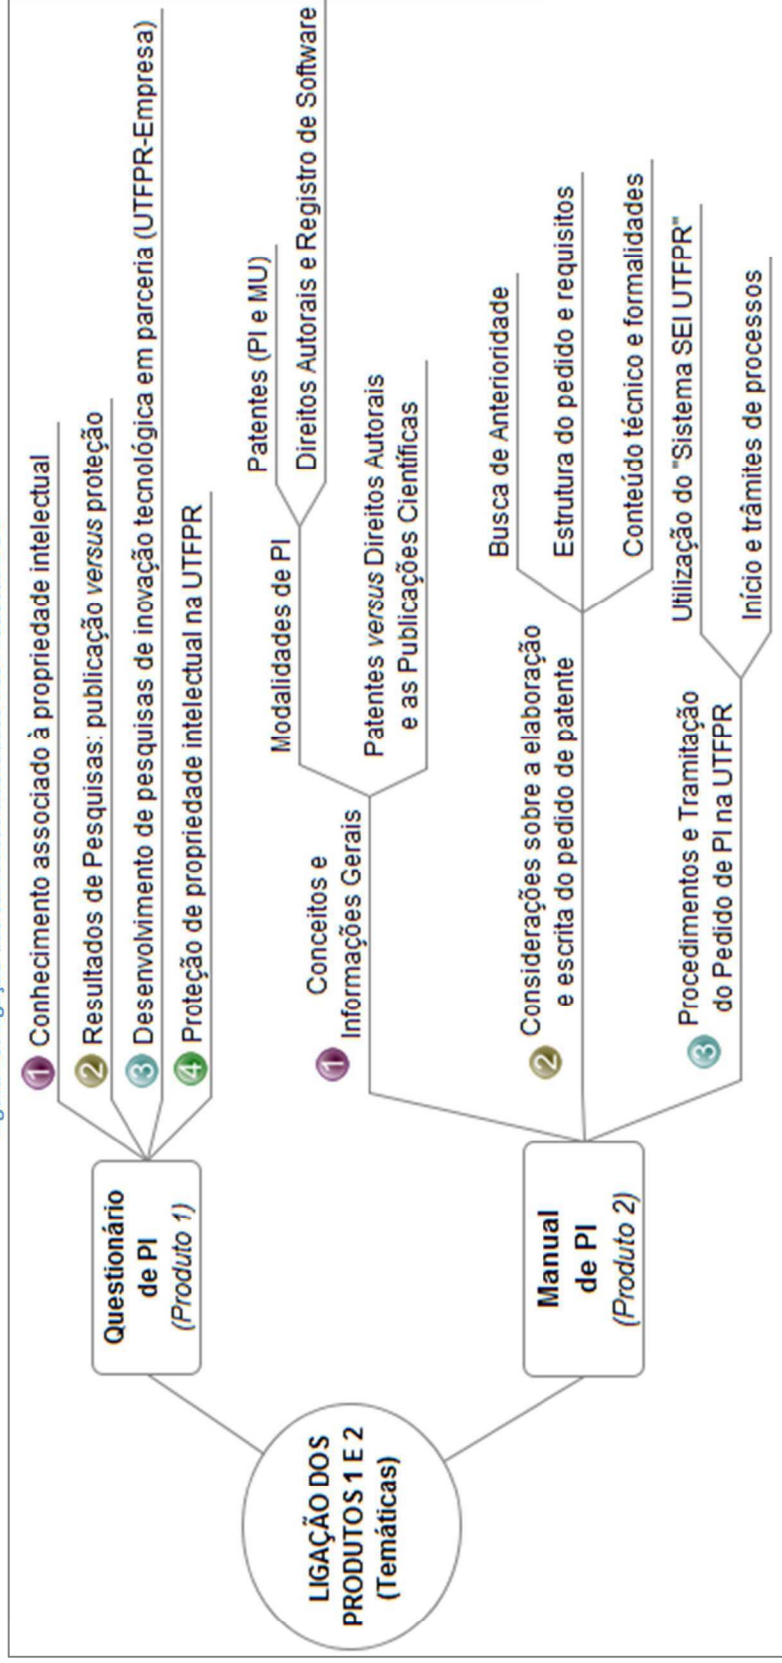 LIGAÇÃO DOS
PRODUTOS 1 E 2
(Temáticas)
Questionário
de PI
(Produto 1)
1 Conhecimento associado à propriedade intelectual
2 Resultados de Pesquisas: publicação versus proteção
3 Desenvolvimento de pesquisas de inovação tecnológica em parceria (UTFPR-Empresa)
4 Proteção de propriedade intelectual na UTFPR
Manual
de PI
(Produto 2)
1 Conceitos e
Informações Gerais
Modalidades de PI
Patentes (PI e MU)
Direitos Autorais e Registro de Software
Patentes versus Direitos Autorais
e as Publicações Científicas
2 Considerações sobre a elaboração
e escrita do pedido de patente
Busca de Anterioridade
Estrutura do pedido e requisitos
Conteúdo técnico e formalidades
3 Procedimentos e Tramitação
do Pedido de PI na UTFPR
Utilização do "Sistema SEI UTFPR"
Início e trâmites de processos